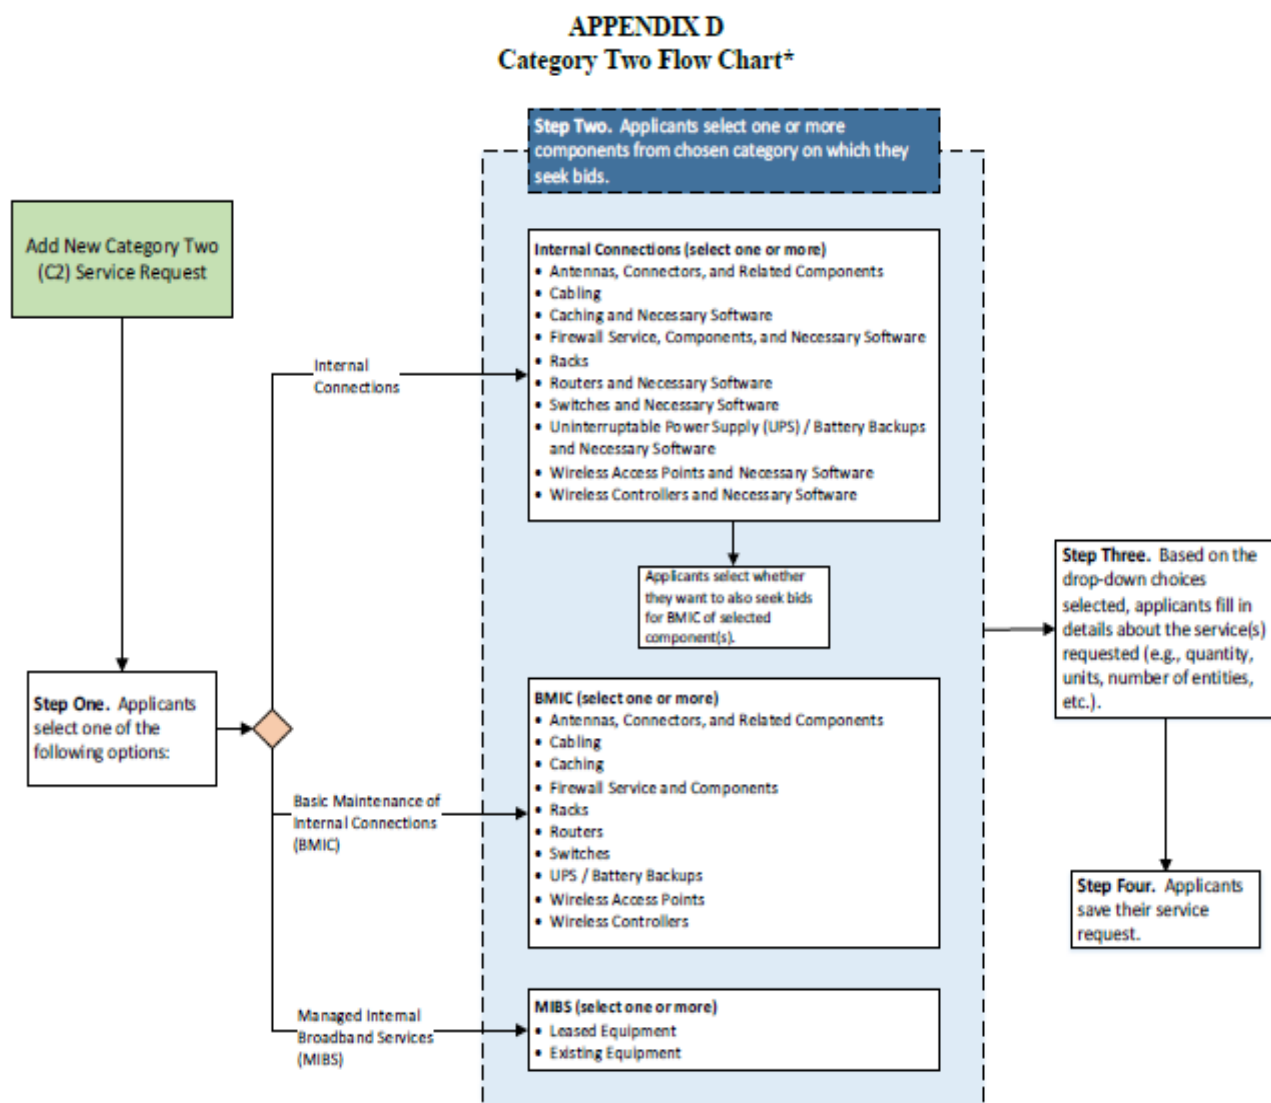 APPENDIX D
Category Two Flow Chart*
Step Two. Applicants select one or more
components from chosen category on which they
seek bids.
Add New Category Two
(C2) Service Request
Internal Connections (select one or more)
• Antennas, Connectors, and Related Components
• Cabling
• Caching and Necessary Software
• Firewall Service, Components, and Necessary Software
• Racks
• Routers and Necessary Software
• Switches and Necessary Software
• Uninterruptable Power Supply (UPS) / Battery Backups
and Necessary Software
• Wireless Access Points and Necessary Software
• Wireless Controllers and Necessary Software
Internal
Connections
Applicants select whether
they want to also seek bids
for BMIC of selected
component(s).
Step Three. Based on the
drop-down choices
selected, applicants fill in
details about the service(s)
requested (e.g., quantity,
units, number of entities,
etc.).
Step One. Applicants
select one of the
following options:
BMIC (select one or more)
• Antennas, Connectors, and Related Components
• Cabling
• Caching
• Firewall Service and Components
• Racks
• Routers
• Switches
• UPS / Battery Backups
• Wireless Access Points
• Wireless Controllers
Basic Maintenance of
Internal Connections
(BMIC)
Step Four. Applicants
save their service
request.
MIBS (select one or more)
• Leased Equipment
• Existing Equipment
Managed Internal
Broadband Services
(MIBS)